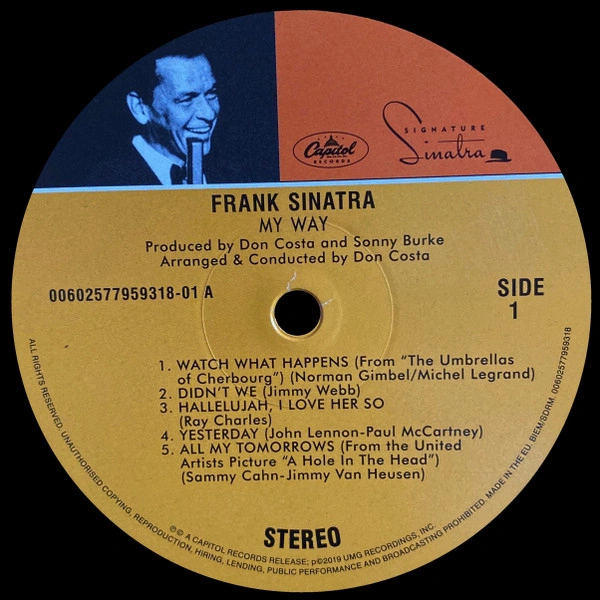 Capitol
RECORDS
SIGNATURE
Sinatra
FRANK SINATRA
MY WAY
Produced by Don Costa and Sonny Burke
Arranged & Conducted by Don Costa
00602577959318-01 A
SIDE
1
1. WATCH WHAT HAPPENS (From “The Umbrellas
of Cherbourg”) (Norman Gimbel/Michel Legrand)
2. DIDN’T WE (Jimmy Webb)
3. HALLELUJAH, I LOVE HER SO
(Ray Charles)
4. YESTERDAY (John Lennon-Paul McCartney)
5. ALL MY TOMORROWS (From the United
Artists Picture “A Hole In The Head”)
(Sammy Cahn-Jimmy Van Heusen)
STEREO
ALL RIGHTS RESERVED. UNAUTHORISED COPYING, REPRODUCTION, HIRING, LENDING, PUBLIC PERFORMANCE AND BROADCASTING PROHIBITED. MADE IN THE EU. BIEM/SDRM. 00602577959318
℗© A CAPITOL RECORDS RELEASE; p©2019 UMG RECORDINGS, INC.